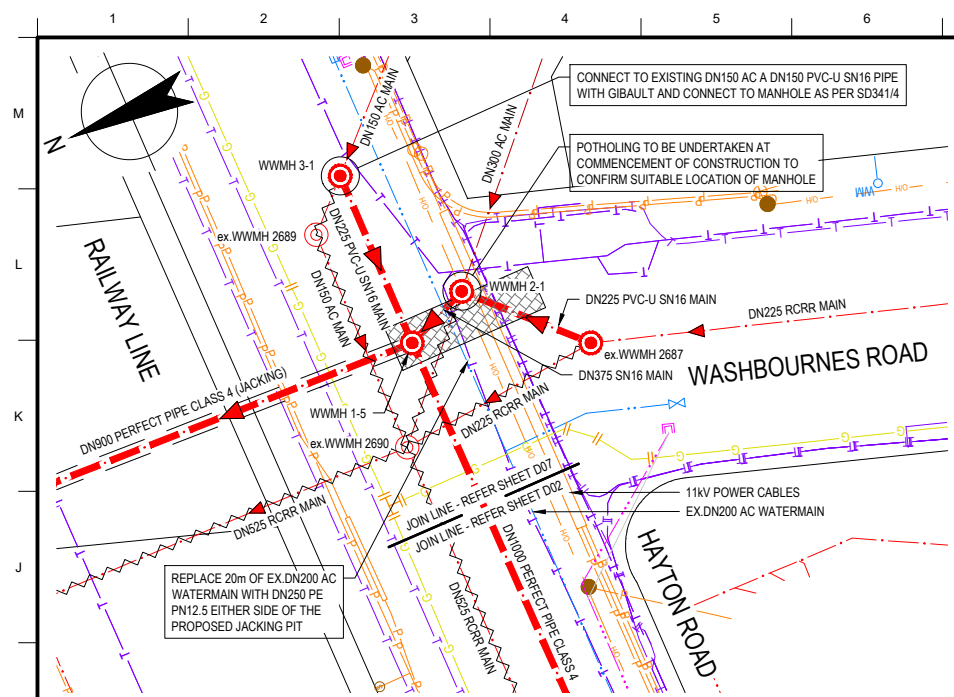 1 2 3 4 5 6
M
L
K
J
N
CONNECT TO EXISTING DN150 AC A DN150 PVC-U SN16 PIPE
WITH GIBAULT AND CONNECT TO MANHOLE AS PER SD341/4
POTHOLING TO BE UNDERTAKEN AT
COMMENCEMENT OF CONSTRUCTION TO
CONFIRM SUITABLE LOCATION OF MANHOLE
DN150 AC MAIN
DN300 AC MAIN
WWMH 3-1
ex.WWMH 2689
DN225 PVC-U SN16 MAIN
DN150 AC MAIN
RAILWAY LINE
WWMH 2-1
DN225 PVC-U SN16 MAIN
DN225 RCRR MAIN
ex.WWMH 2687
DN375 SN16 MAIN
WASHBOURNES ROAD
DN900 PERFECT PIPE CLASS 4 (JACKING)
WWMH 1-5
DN225 RCRR MAIN
ex.WWMH 2690
JOIN LINE - REFER SHEET D07
JOIN LINE - REFER SHEET D02
11kV POWER CABLES
EX.DN200 AC WATERMAIN
DN525 RCRR MAIN
DN1000 PERFECT PIPE CLASS 4
DN525 RCRR MAIN
REPLACE 20m OF EX.DN200 AC
WATERMAIN WITH DN250 PE
PN12.5 EITHER SIDE OF THE
PROPOSED JACKING PIT
HAYTON ROAD